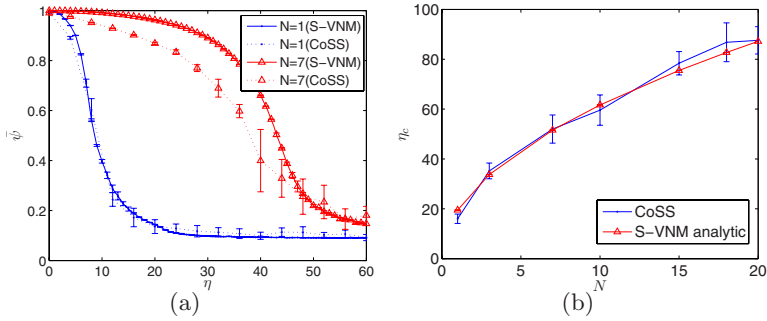 1
0.8
0.6
0.4
0.2
0
ψ̄
0 10 20 30 40 50 60
η
N=1(S−VNM)
N=1(CoSS)
N=7(S−VNM)
N=7(CoSS)
(a)
100
80
60
40
20
0
η_c
0 5 10 15 20
N
CoSS
S−VNM analytic
(b)